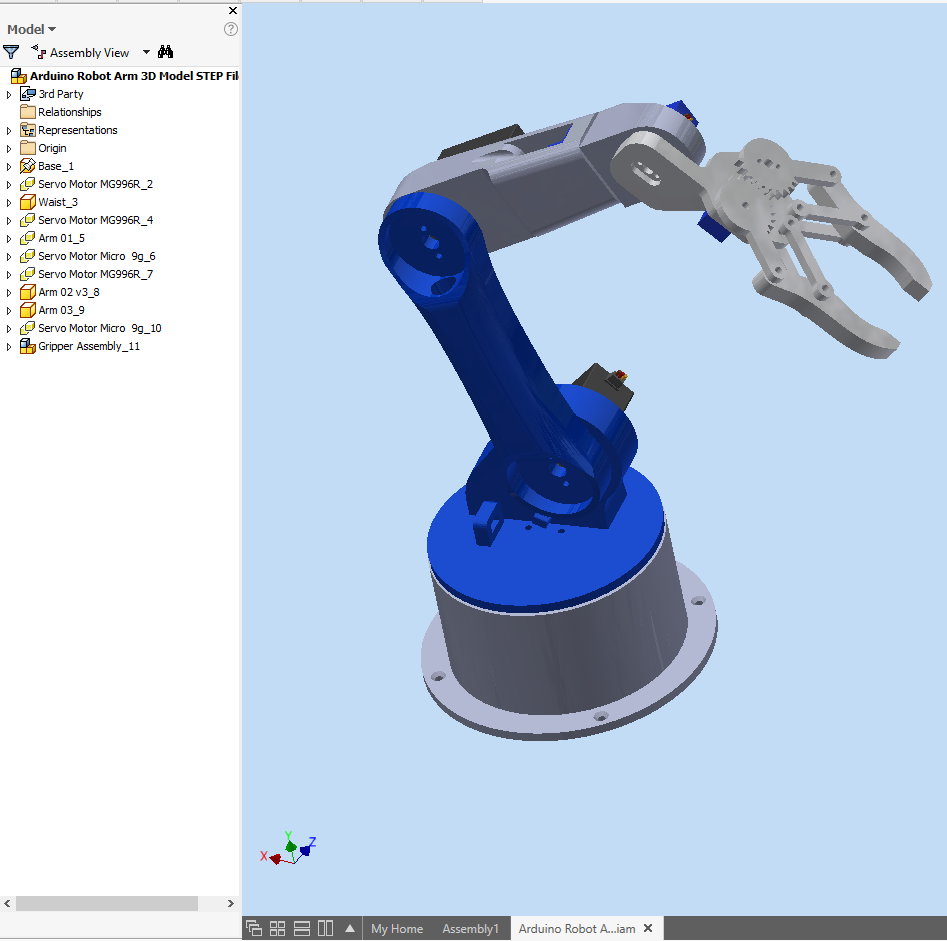 Model
Assembly View
Arduino Robot Arm 3D Model STEP Fil
3rd Party
Relationships
Representations
Origin
Base_1
Servo Motor MG996R_2
Waist_3
Servo Motor MG996R_4
Arm 01_5
Servo Motor Micro 9g_6
Servo Motor MG996R_7
Arm 02 v3_8
Arm 03_9
Servo Motor Micro 9g_10
Gripper Assembly_11
Y
Z
X
My Home
Assembly1
Arduino Robot A...iam